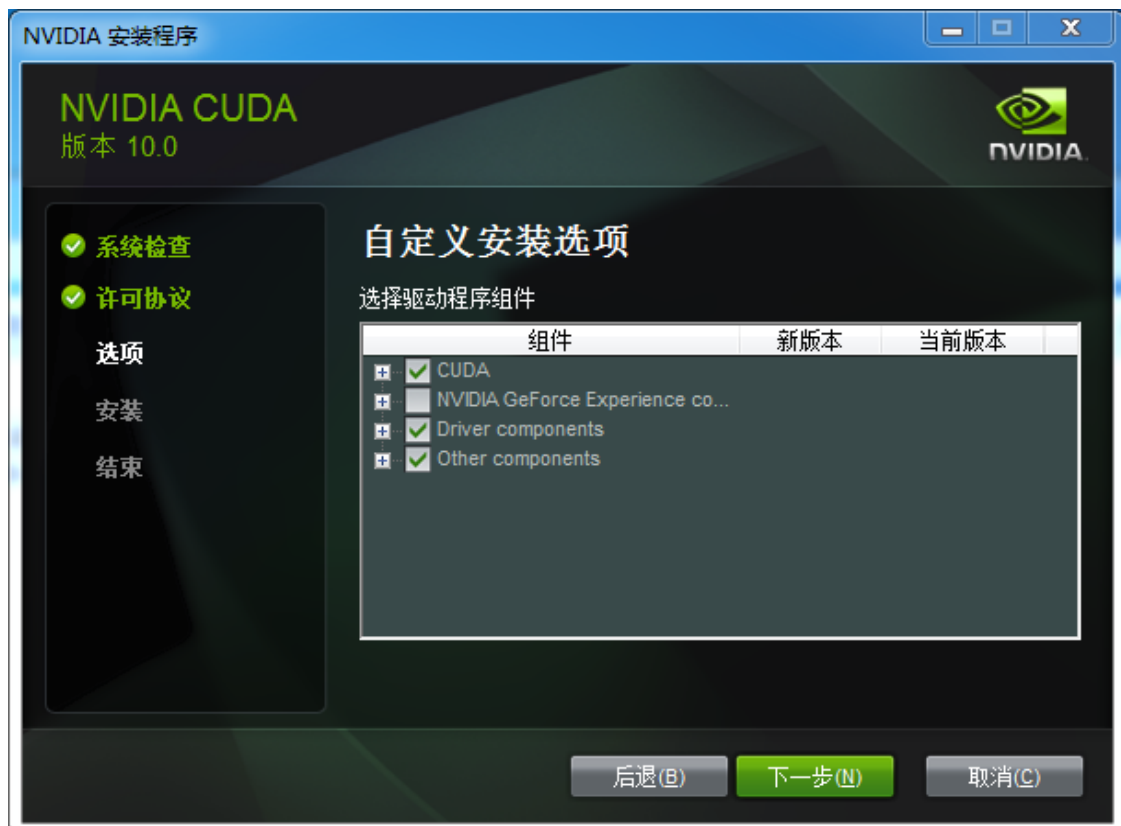 NVIDIA 安装程序
NVIDIA CUDA
版本 10.0
NVIDIA.
系统检查
许可协议
选项
安装
结束
自定义安装选项
选择驱动程序组件
组件 新版本 当前版本
CUDA
NVIDIA GeForce Experience co...
Driver components
Other components
后退(B) 下一步(N) 取消(C)